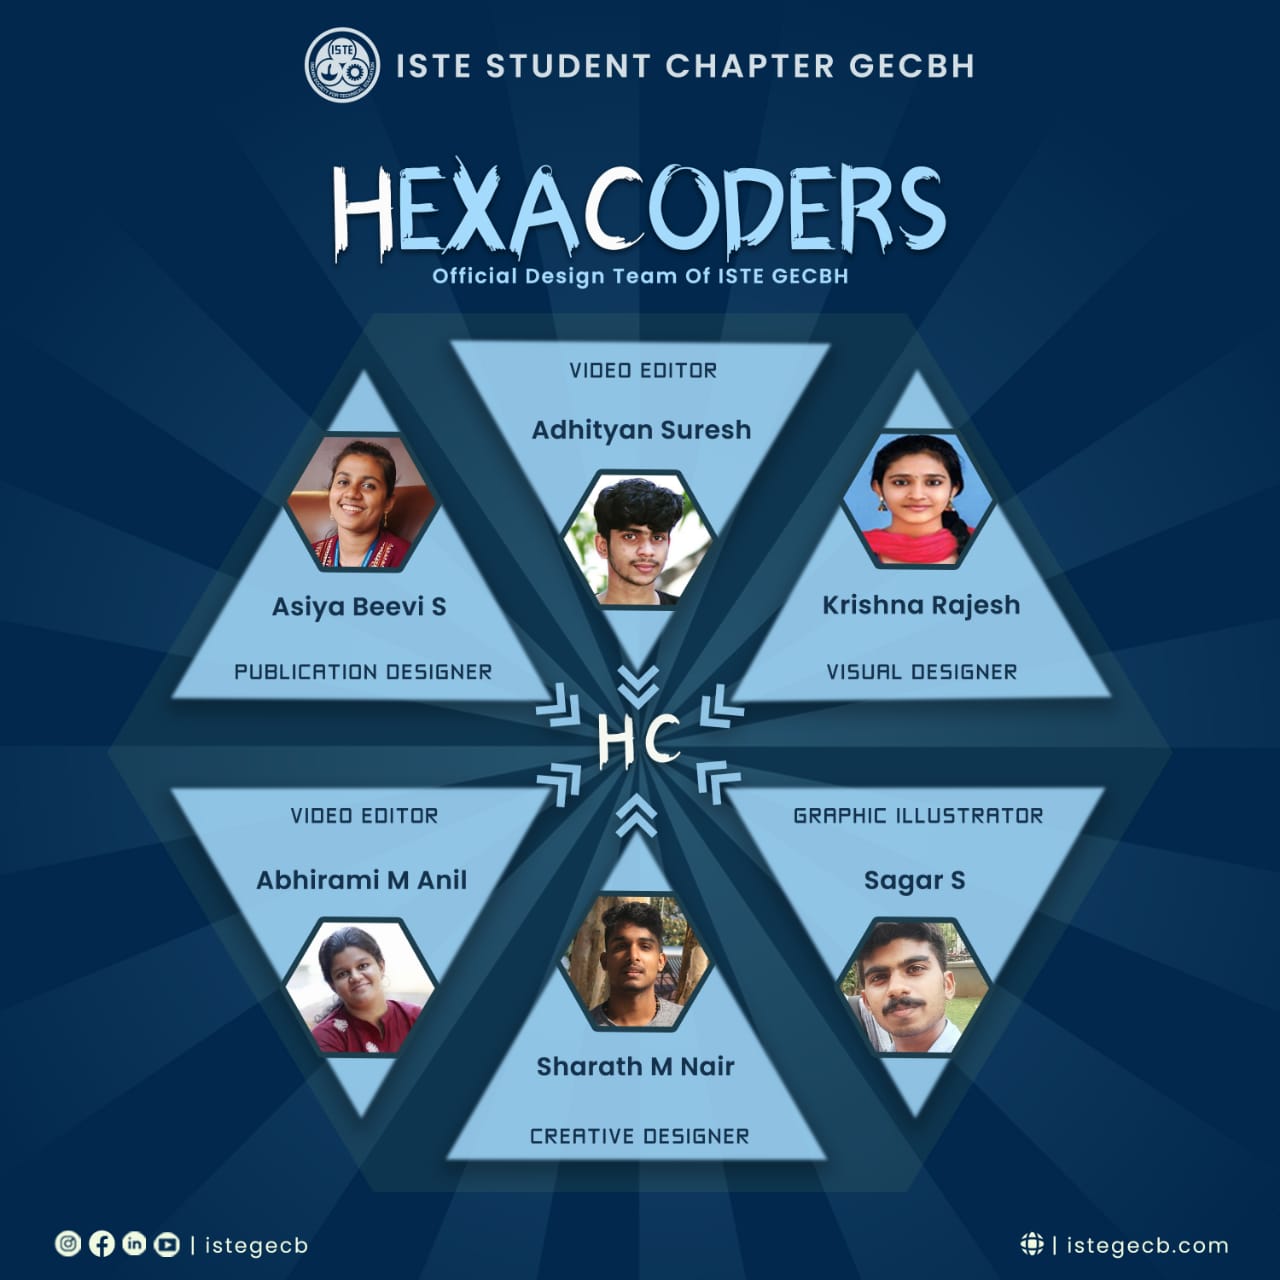 ISTE
ISTE STUDENT CHAPTER GECBH
HEXACODERS
Official Design Team Of ISTE GECBH
VIDEO EDITOR
Adhityan Suresh
Asiya Beevi S
PUBLICATION DESIGNER
Krishna Rajesh
VISUAL DESIGNER
HC
VIDEO EDITOR
Abhirami M Anil
Sharath M Nair
CREATIVE DESIGNER
GRAPHIC ILLUSTRATOR
Sagar S
| istegecb
| istegecb.com